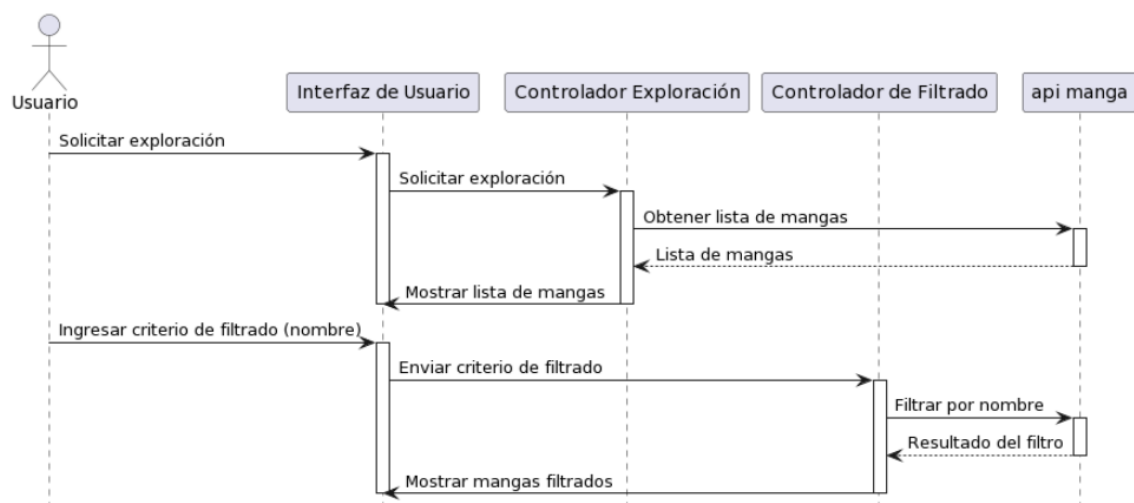 Usuario
Interfaz de Usuario
Controlador Exploración
Controlador de Filtrado
api manga
Solicitar exploración
Solicitar exploración
Obtener lista de mangas
Lista de mangas
Mostrar lista de mangas
Ingresar criterio de filtrado (nombre)
Enviar criterio de filtrado
Filtrar por nombre
Resultado del filtro
Mostrar mangas filtrados